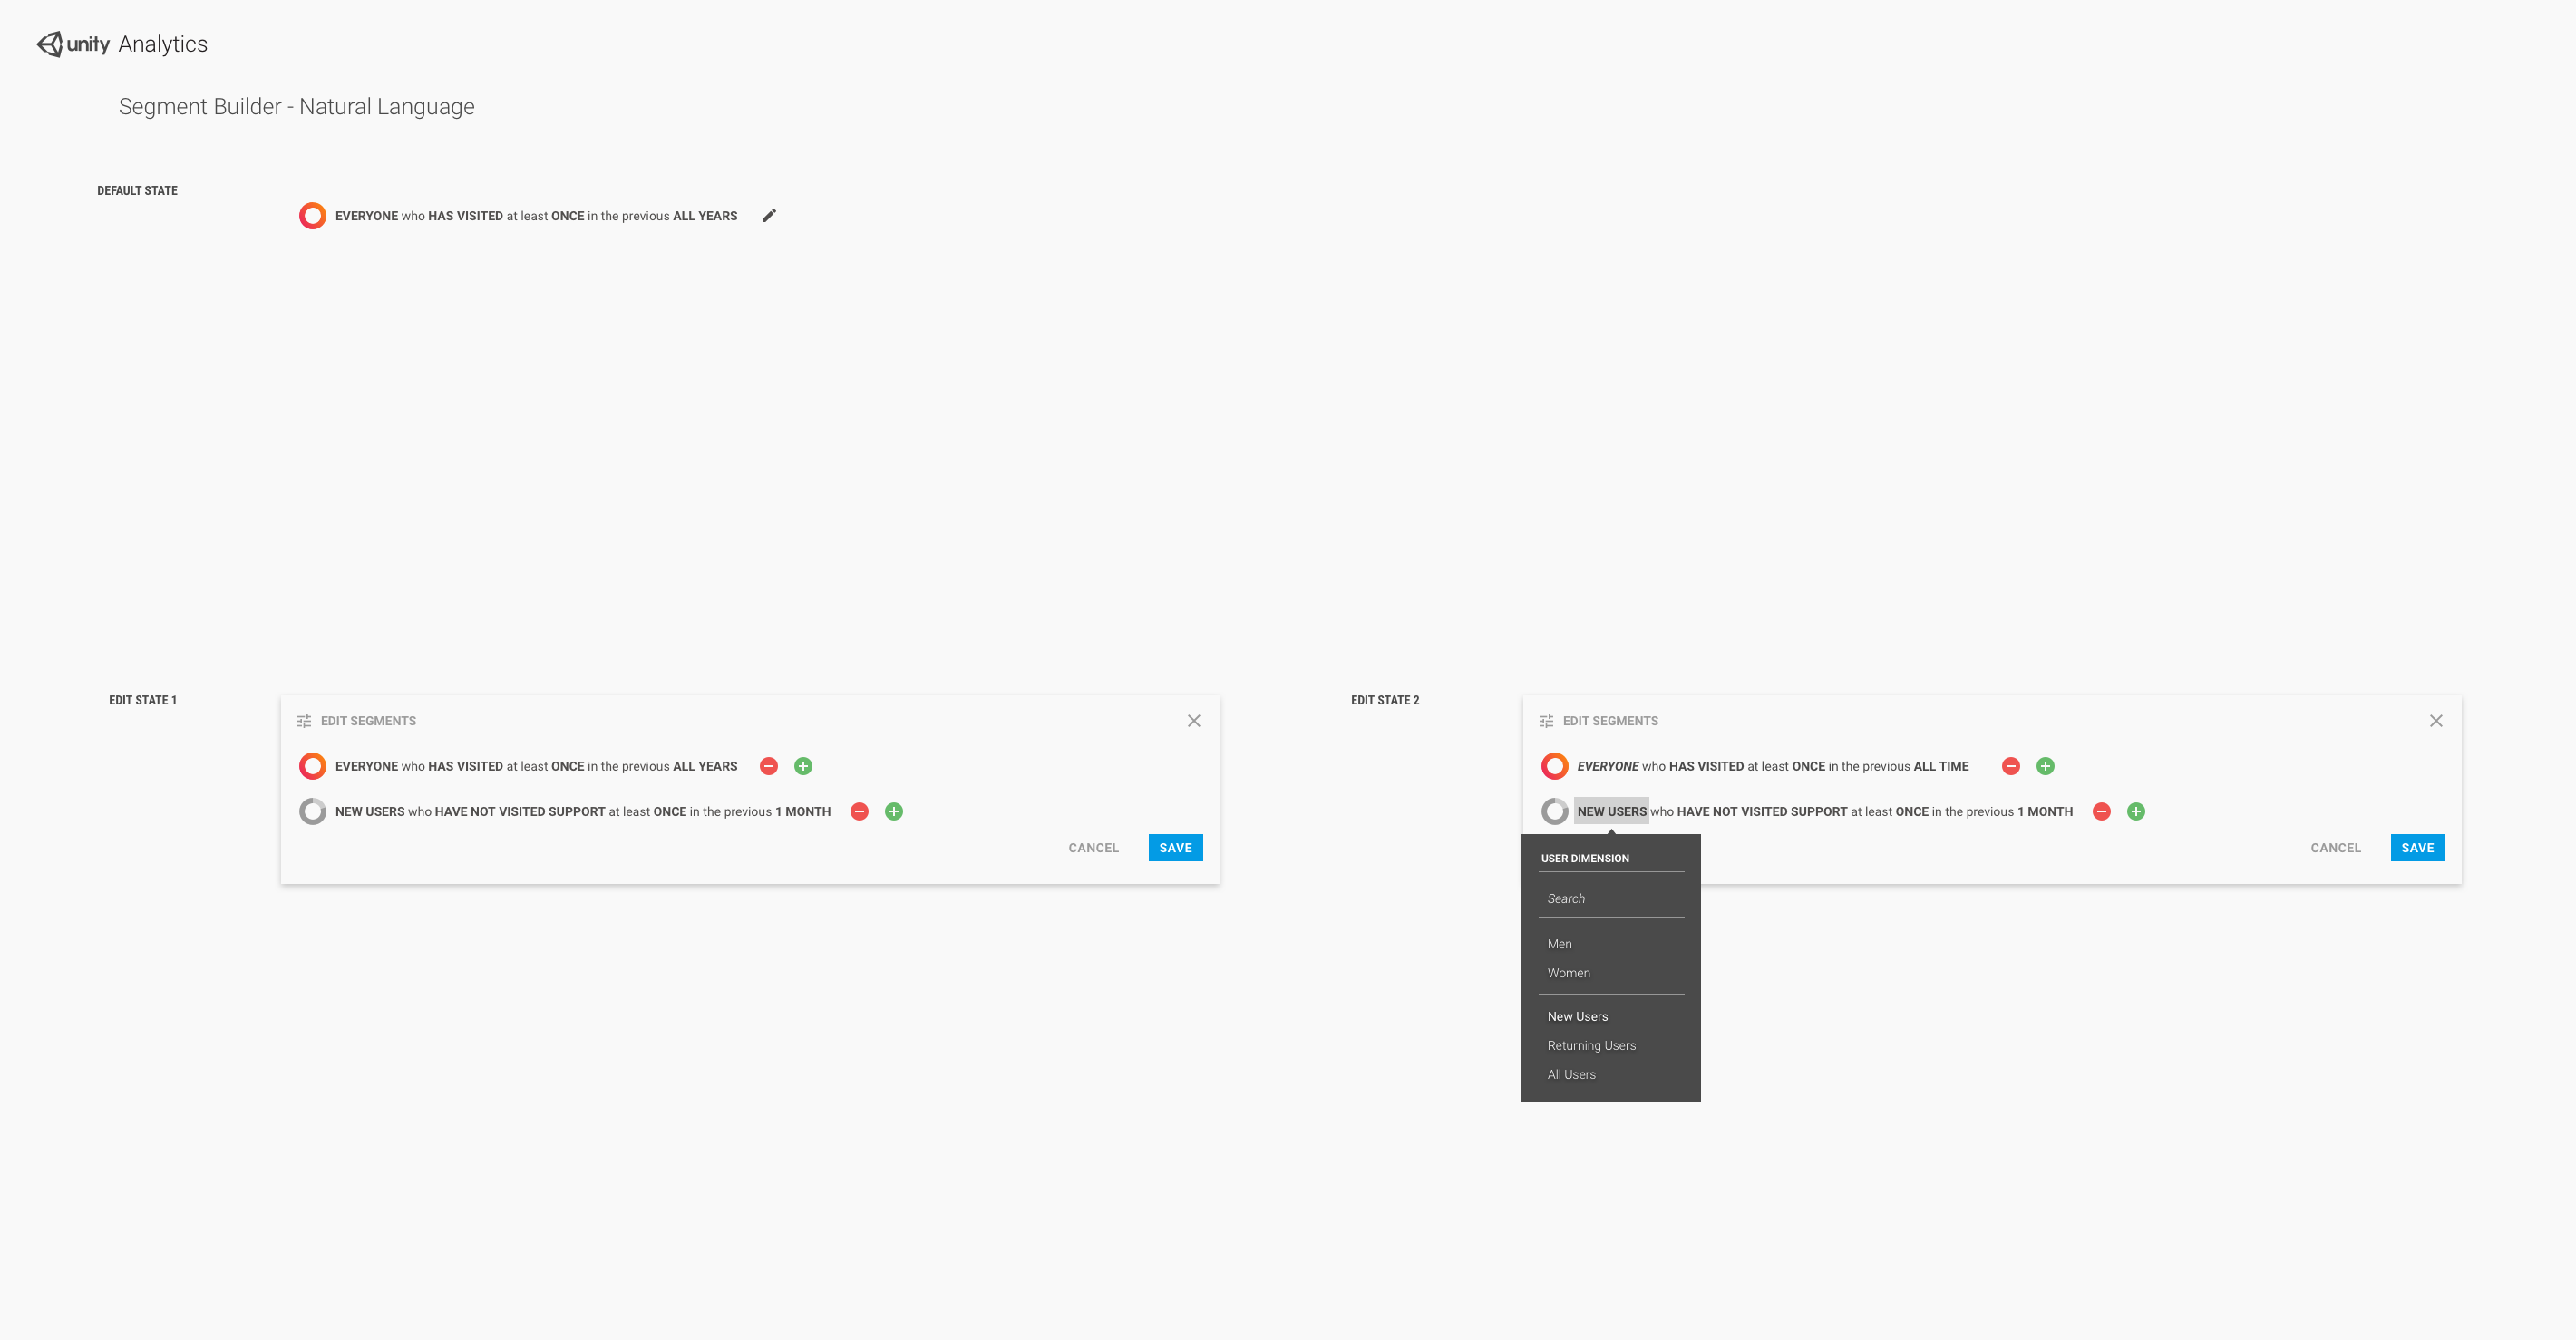 unity Analytics
Segment Builder - Natural Language
DEFAULT STATE
EVERYONE who HAS VISITED at least ONCE in the previous ALL YEARS
EDIT STATE 1
EDIT SEGMENTS
EVERYONE who HAS VISITED at least ONCE in the previous ALL YEARS
NEW USERS who HAVE NOT VISITED SUPPORT at least ONCE in the previous 1 MONTH
CANCEL
SAVE
EDIT STATE 2
EDIT SEGMENTS
EVERYONE who HAS VISITED at least ONCE in the previous ALL TIME
NEW USERS who HAVE NOT VISITED SUPPORT at least ONCE in the previous 1 MONTH
CANCEL
SAVE
USER DIMENSION
Search
Men
Women
New Users
Returning Users
All Users